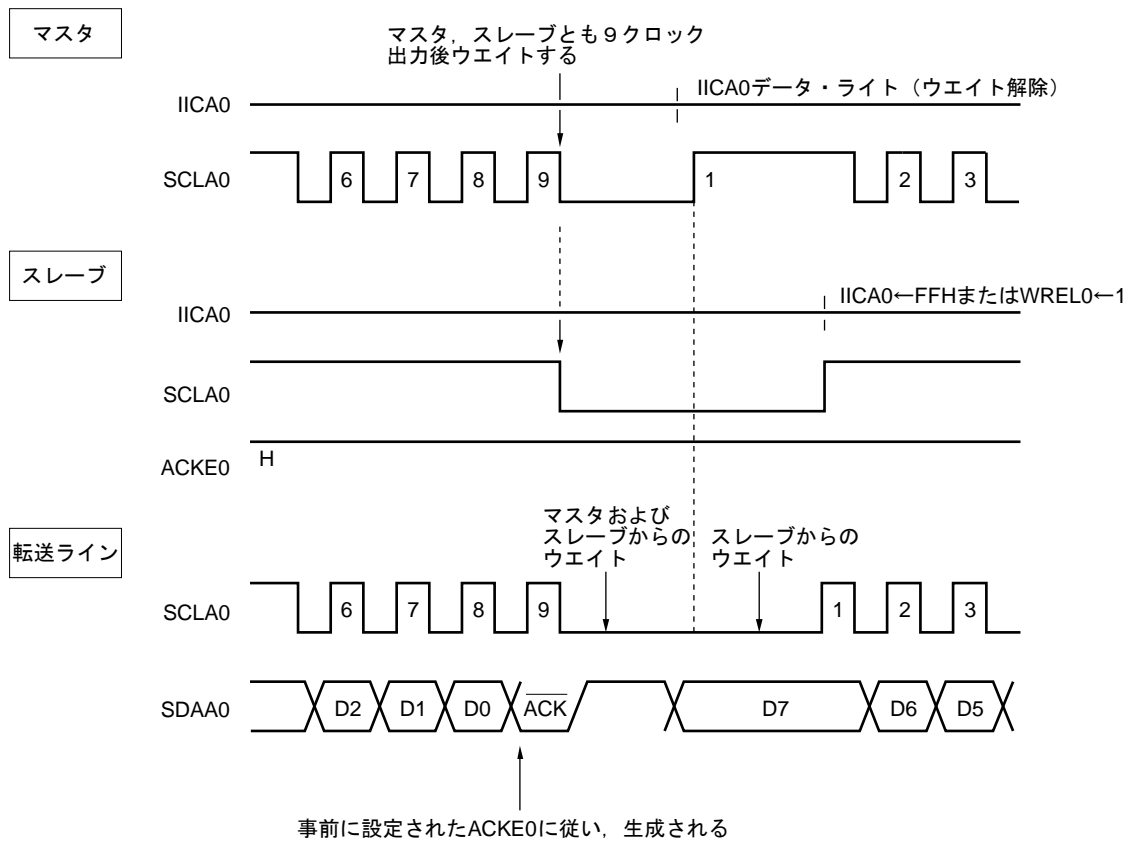 マスタ
マスタ，スレーブとも９クロック
出力後ウエイトする
IICA0
IICA0データ・ライト（ウエイト解除）
SCLA0
6 7 8 9 1 2 3
スレーブ
IICA0
IICA0←FFHまたはWREL0←1
SCLA0
ACKE0
H
転送ライン
マスタおよび
スレーブからの
ウエイト
スレーブからの
ウエイト
SCLA0
6 7 8 9 1 2 3
SDAA0
D2 D1 D0 ACK D7 D6 D5
事前に設定されたACKE0に従い，生成される